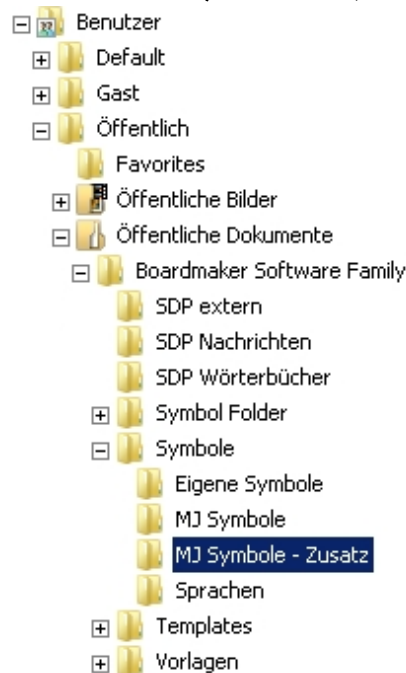 Benutzer
Default
Gast
Öffentlich
Favorites
Öffentliche Bilder
Öffentliche Dokumente
Boardmaker Software Family
SDP extern
SDP Nachrichten
SDP Wörterbücher
Symbol Folder
Symbole
Eigene Symbole
MJ Symbole
MJ Symbole - Zusatz
Sprachen
Templates
Vorlagen